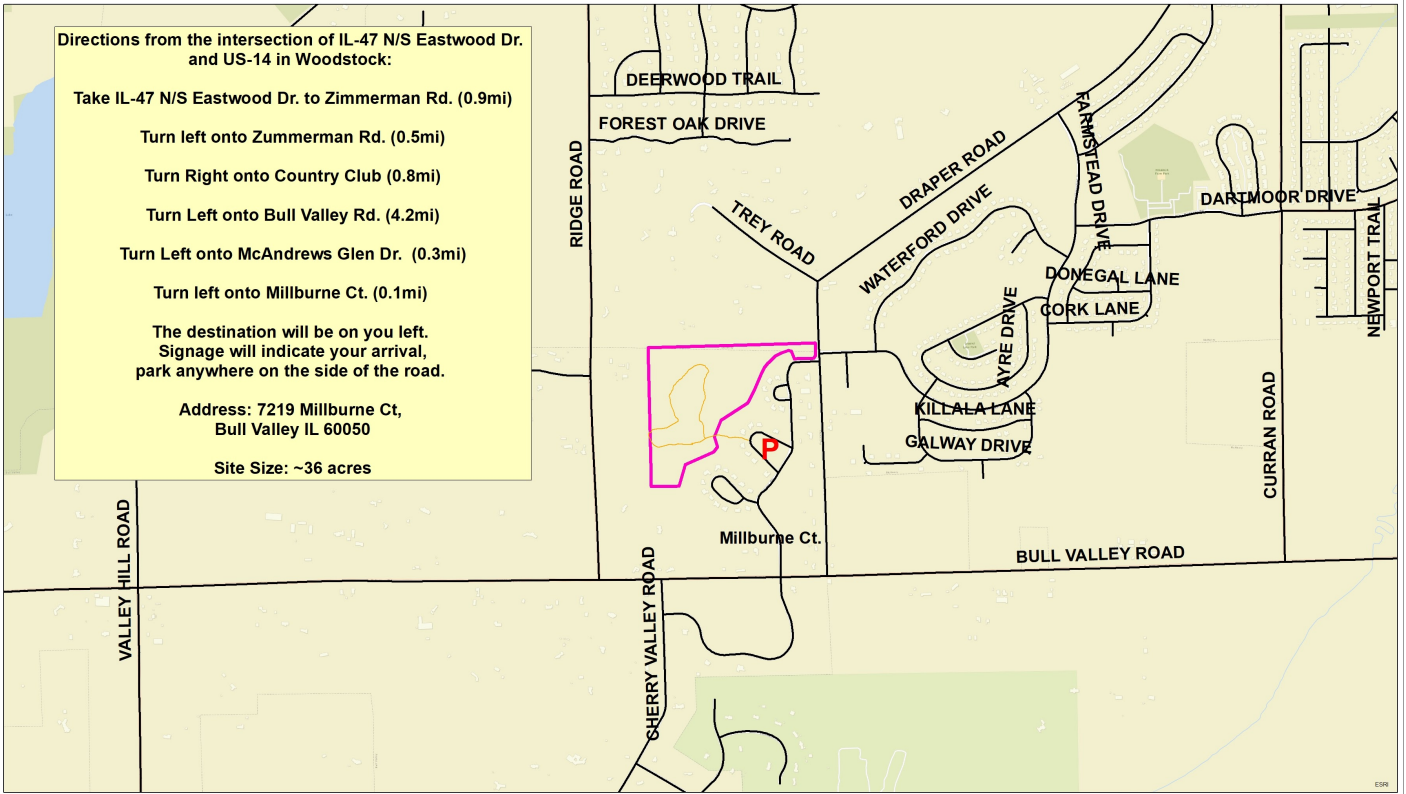 Directions from the intersection of IL-47 N/S Eastwood Dr.
and US-14 in Woodstock:
Take IL-47 N/S Eastwood Dr. to Zimmerman Rd. (0.9mi)
Turn left onto Zummerman Rd. (0.5mi)
Turn Right onto Country Club (0.8mi)
Turn Left onto Bull Valley Rd. (4.2mi)
Turn Left onto McAndrews Glen Dr.  (0.3mi)
Turn left onto Millburne Ct. (0.1mi)
The destination will be on you left.
Signage will indicate your arrival,
park anywhere on the side of the road.
Address: 7219 Millburne Ct,
Bull Valley IL 60050
Site Size: ~36 acres
DEERWOOD TRAIL
FOREST OAK DRIVE
RIDGE ROAD
TREY ROAD
DRAPER ROAD
WATERFORD DRIVE
FARMSTEAD DRIVE
DARTMOOR DRIVE
NEWPORT TRAIL
DONEGAL LANE
CORK LANE
AYRE DRIVE
KILLALA LANE
GALWAY DRIVE
CURRAN ROAD
P
Millburne Ct.
BULL VALLEY ROAD
VALLEY HILL ROAD
CHERRY VALLEY ROAD
ESRI